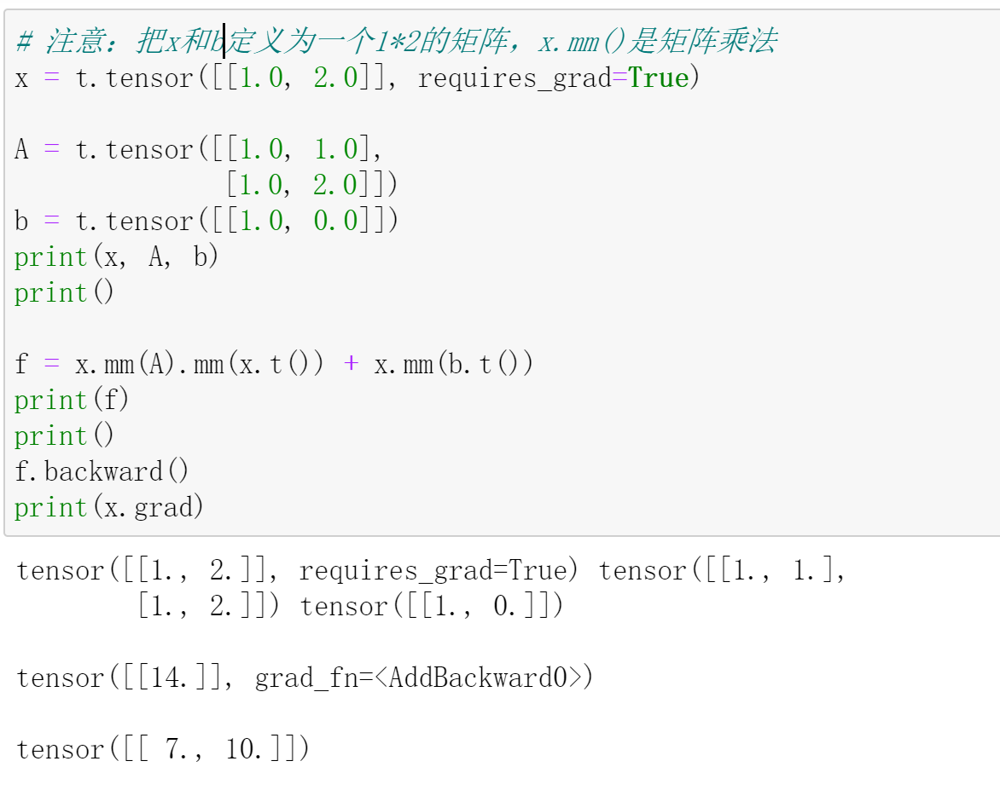 # 注意：把x和b定义为一个1*2的矩阵，x.mm()是矩阵乘法
x = t.tensor([[1.0, 2.0]], requires_grad=True)
A = t.tensor([[1.0, 1.0],
[1.0, 2.0]])
b = t.tensor([[1.0, 0.0]])
print(x, A, b)
print()
f = x.mm(A).mm(x.t()) + x.mm(b.t())
print(f)
print()
f.backward()
print(x.grad)
tensor([[1., 2.]], requires_grad=True) tensor([[1., 1.],
[1., 2.]]) tensor([[1., 0.]])
tensor([[14.]], grad_fn=<AddBackward0>)
tensor([[ 7., 10.]])